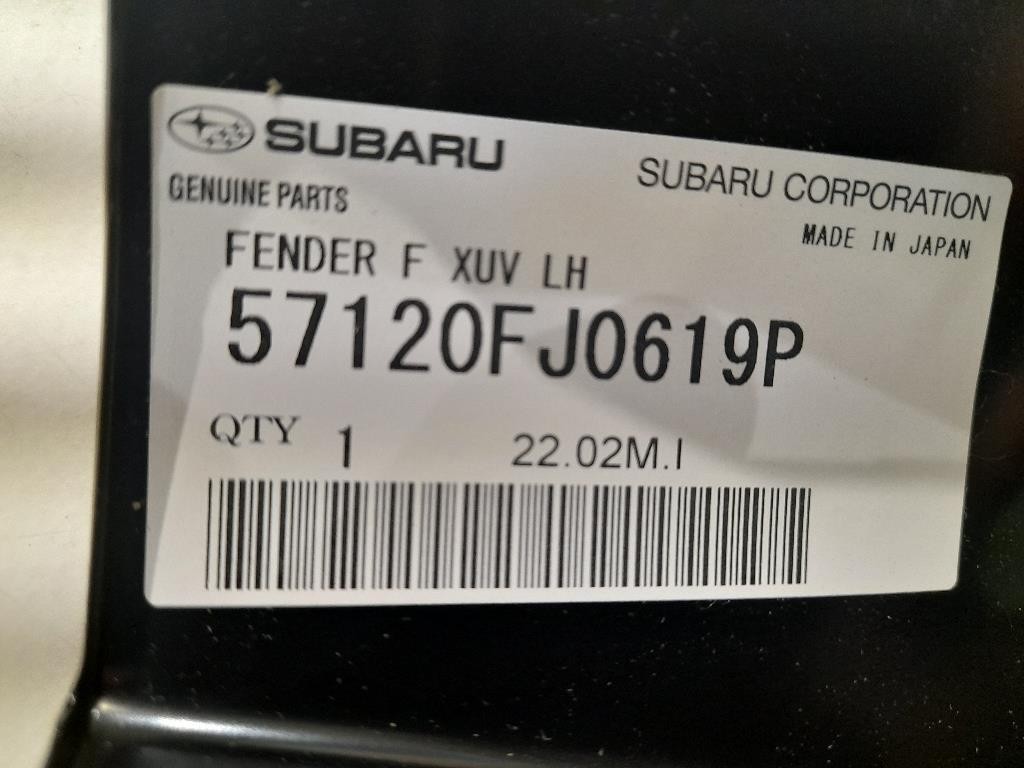 SUBARU
SUBARU CORPORATION
GENUINE PARTS
MADE IN JAPAN
FENDER F XUV LH
57120FJ0619P
QTY 1 22.02M.I